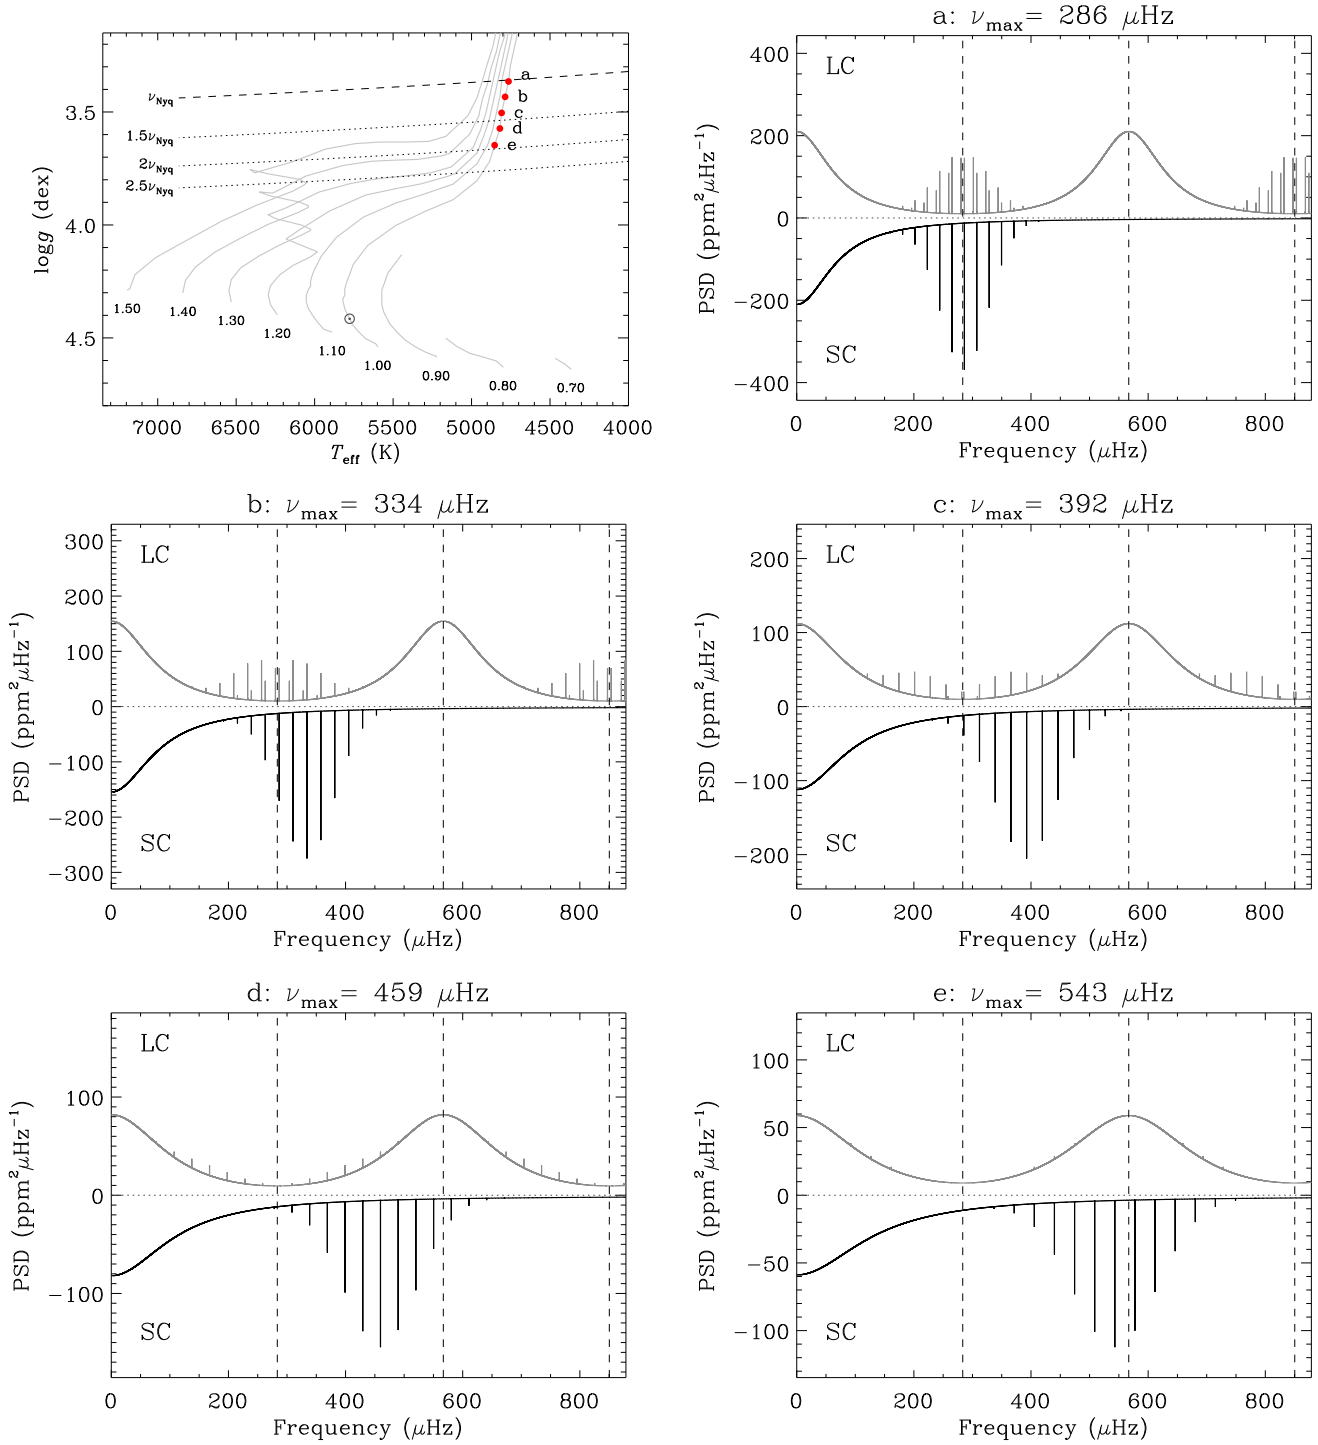 a: ν_max= 286 μHz
400
200
0
−200
−400
PSD (ppm²μHz⁻¹)
LC
SC
0 200 400 600 800
Frequency (μHz)
3.5
4.0
4.5
logg (dex)
ν_Nyq
1.5ν_Nyq
2ν_Nyq
2.5ν_Nyq
a
b
c
d
e
1.50
1.40
1.30
1.20
1.10
1.00
0.90
0.80
0.70
7000 6500 6000 5500 5000 4500 4000
T_eff (K)
b: ν_max= 334 μHz
300
200
100
0
−100
−200
−300
PSD (ppm²μHz⁻¹)
LC
SC
0 200 400 600 800
Frequency (μHz)
c: ν_max= 392 μHz
200
100
0
−100
−200
PSD (ppm²μHz⁻¹)
LC
SC
0 200 400 600 800
Frequency (μHz)
d: ν_max= 459 μHz
100
0
−100
PSD (ppm²μHz⁻¹)
LC
SC
0 200 400 600 800
Frequency (μHz)
e: ν_max= 543 μHz
100
50
0
−50
−100
PSD (ppm²μHz⁻¹)
LC
SC
0 200 400 600 800
Frequency (μHz)